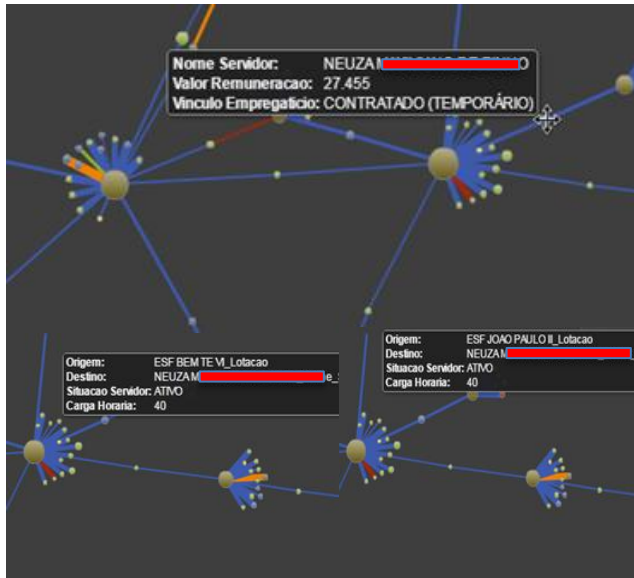 Nome Servidor: NEUZA
Valor Remuneracao: 27.455
Vinculo Empregaticio: CONTRATADO (TEMPORÁRIO)
Origem: ESF BEM TE VI_Lotacao
Destino: NEUZA M
Situacao Servidor: ATIVO
Carga Horaria: 40
Origem: ESF JOAO PAULO II_Lotacao
Destino: NEUZA M
Situacao Servidor: ATIVO
Carga Horaria: 40